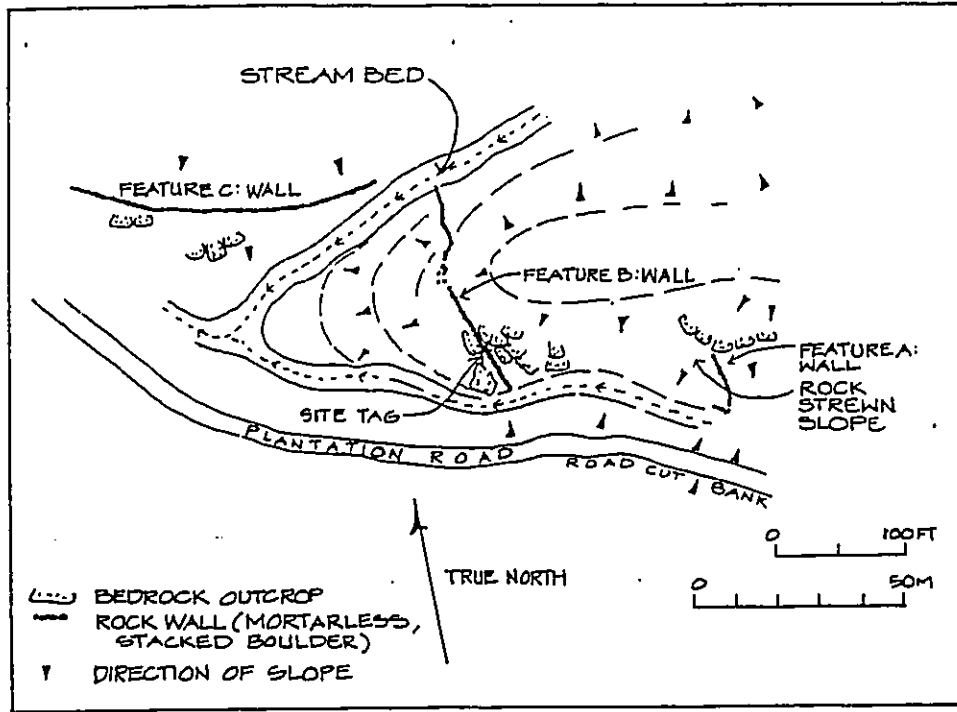 STREAM BED
FEATURE C: WALL
FEATURE B: WALL
FEATURE A:
WALL
ROCK
STREWN
SLOPE
SITE TAG
PLANTATION ROAD
ROAD CUT BANK
0 100 FT
TRUE NORTH
0 50 M
BEDROCK OUTCROP
ROCK WALL (MORTARLESS,
STACKED BOULDER)
DIRECTION OF SLOPE